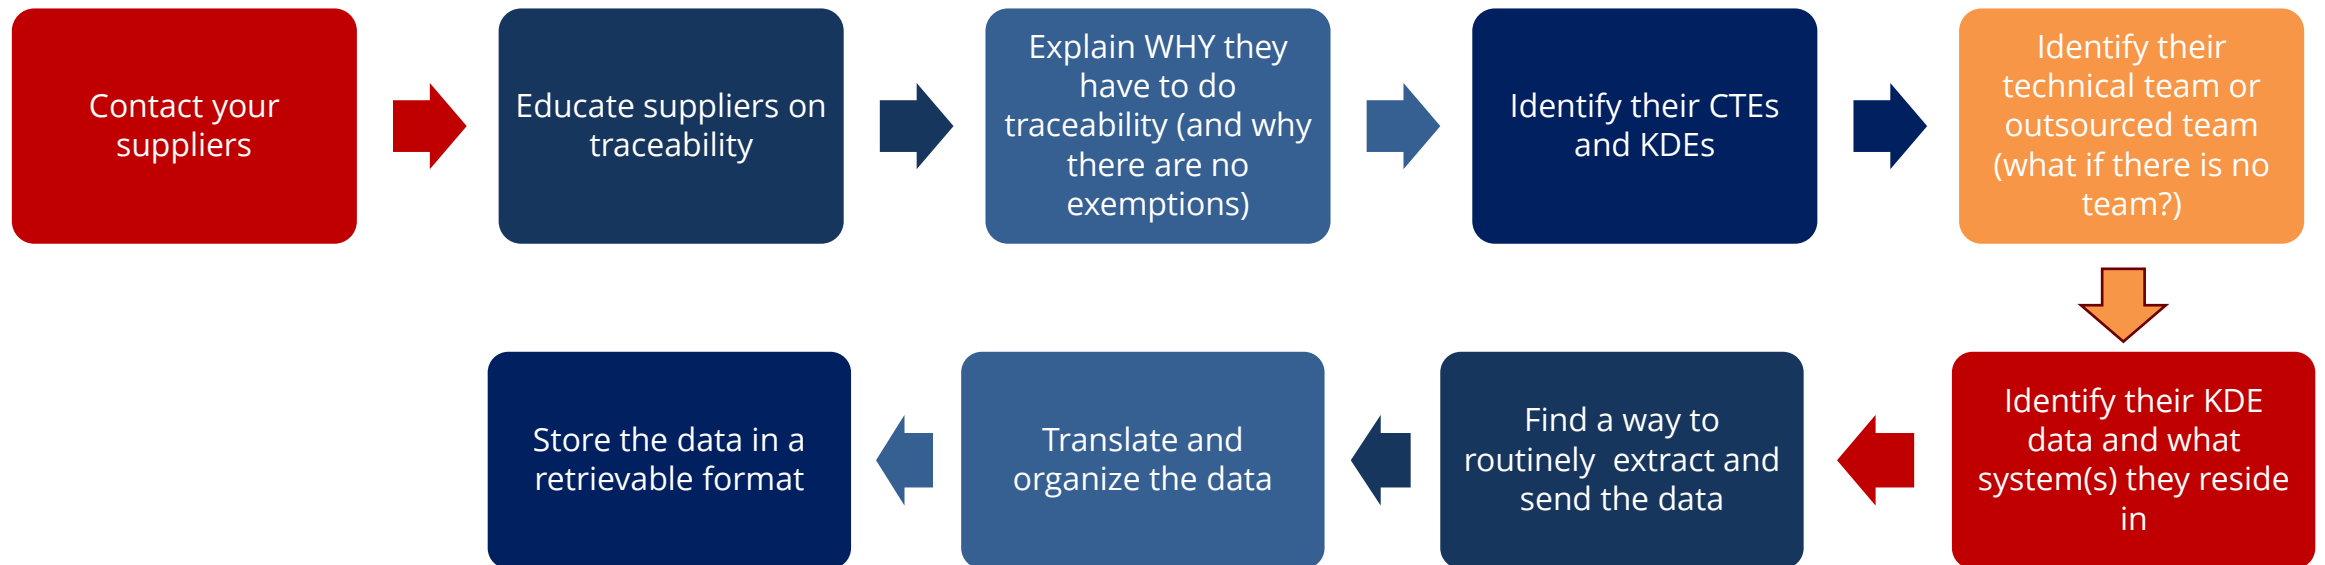 Contact your
suppliers
Educate suppliers on
traceability
Explain WHY they
have to do
traceability (and why
there are no
exemptions)
Identify their CTEs
and KDEs
Identify their
technical team or
outsourced team
(what if there is no
team?)
Identify their KDE
data and what
system(s) they reside
in
Find a way to
routinely  extract and
send the data
Translate and
organize the data
Store the data in a
retrievable format